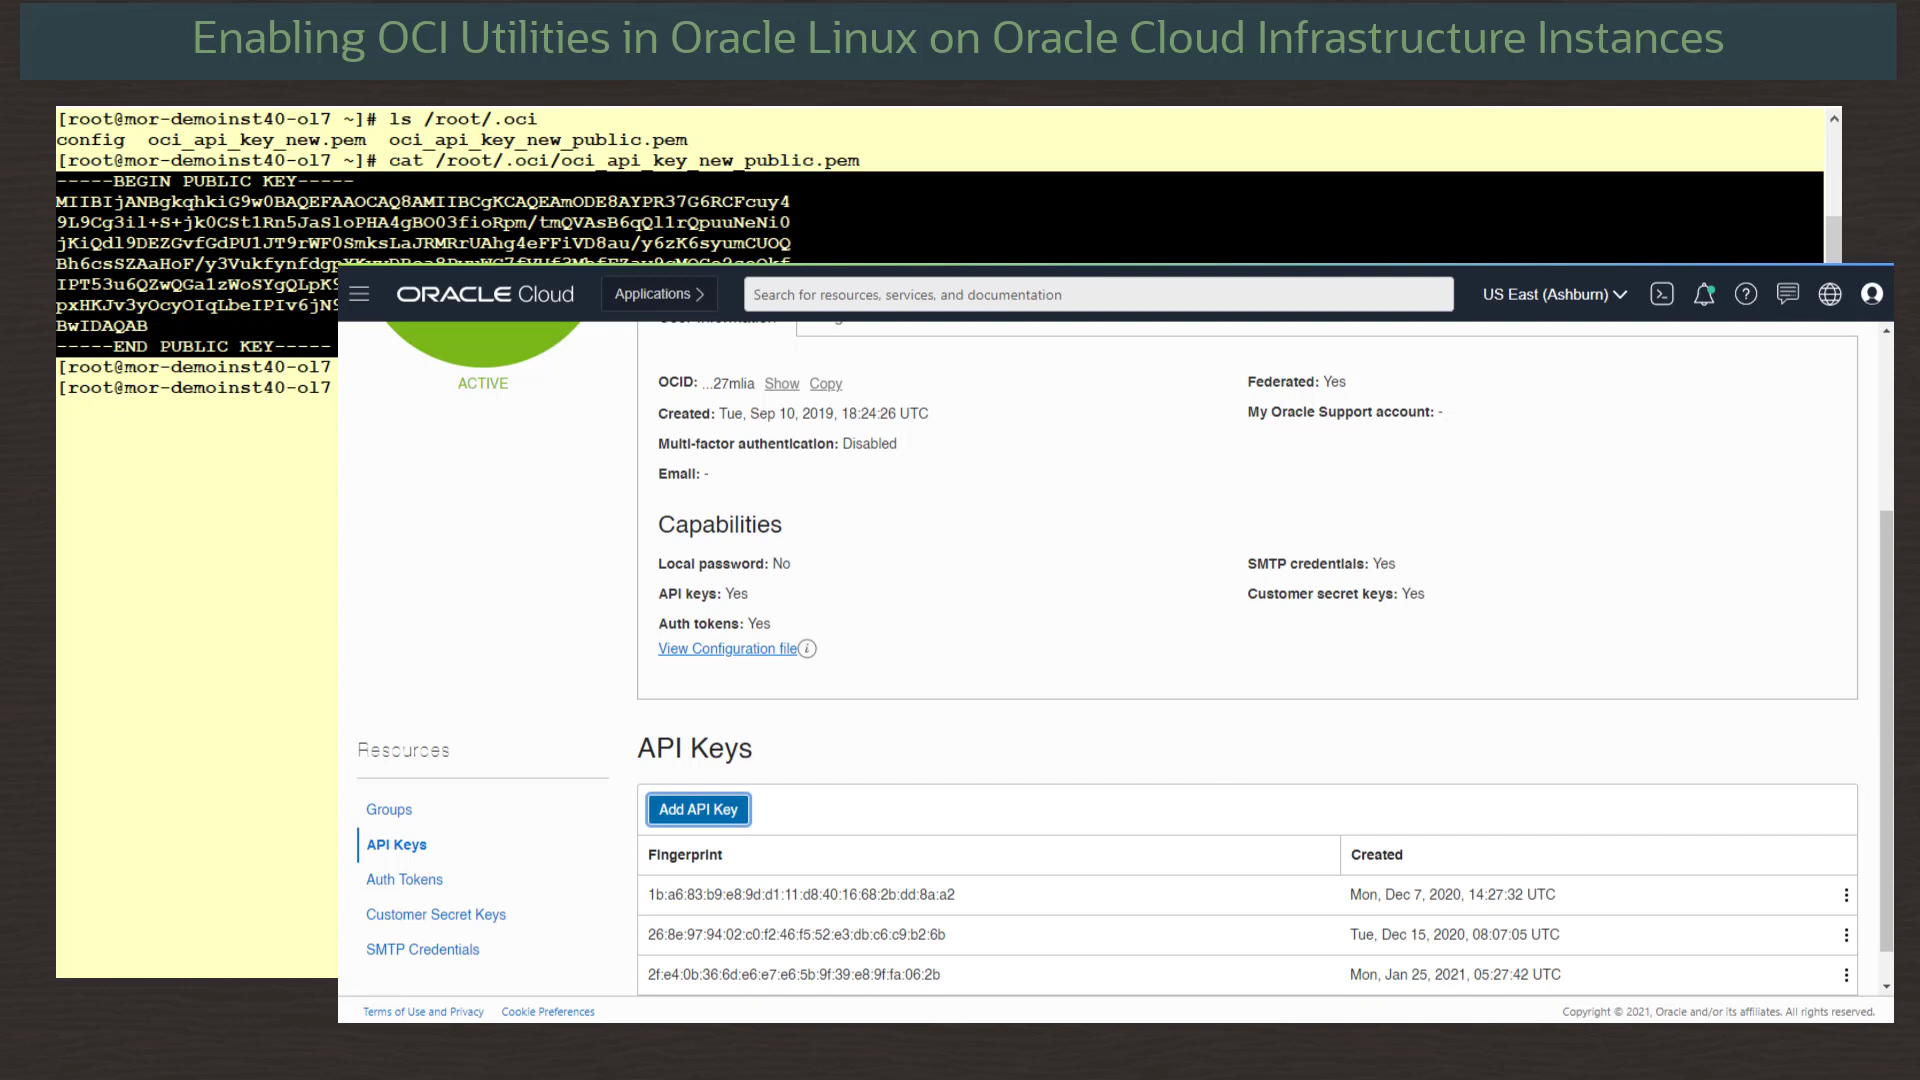 Enabling OCI Utilities in Oracle Linux on Oracle Cloud Infrastructure Instances
[root@mor-demoinst40-ol7 ~]# ls /root/.oci
config  oci_api_key_new.pem  oci_api_key_new_public.pem
[root@mor-demoinst40-ol7 ~]# cat /root/.oci/oci_api_key_new_public.pem
-----BEGIN PUBLIC KEY-----
MIIBIjANBgkqhkiG9w0BAQEFAAOCAQ8AMIIBCgKCAQEAmODE8AYPR37G6RCFcuy4
9L9Cg3il+S+jk0CSt1Rn5JaSloPHA4gBO03fioRpm/tmQVAsB6qQl1rQpuuNeNi0
jKiQdl9DEZGvfGdPU1JT9rWF0SmksLaJRMRrUAhg4eFFiVD8au/y6zK6syumCUOQ
Bh6csSZAaHoF/y3Vukfynfdgp
IPT53u6QZwQGa1zWoSYgQLpK9
pxHKJv3yOcyOIqLbeIPIv6jN9
BwIDAQAB
-----END PUBLIC KEY-----
[root@mor-demoinst40-ol7
[root@mor-demoinst40-ol7
ORACLE Cloud
Applications
Search for resources, services, and documentation
US East (Ashburn)
ACTIVE
OCID: ...27mlia Show Copy
Created: Tue, Sep 10, 2019, 18:24:26 UTC
Multi-factor authentication: Disabled
Email: -
Federated: Yes
My Oracle Support account: -
Capabilities
Local password: No
API keys: Yes
Auth tokens: Yes
View Configuration file
SMTP credentials: Yes
Customer secret keys: Yes
Resources
Groups
API Keys
Auth Tokens
Customer Secret Keys
SMTP Credentials
API Keys
Add API Key
Fingerprint Created
1b:a6:83:b9:e8:9d:d1:11:d8:40:16:68:2b:dd:8a:a2 Mon, Dec 7, 2020, 14:27:32 UTC
26:8e:97:94:02:c0:f2:46:f5:52:e3:db:c6:c9:b2:6b Tue, Dec 15, 2020, 08:07:05 UTC
2f:e4:0b:36:6d:e6:e7:e6:5b:9f:39:e8:9f:fa:06:2b Mon, Jan 25, 2021, 05:27:42 UTC
Terms of Use and Privacy Cookie Preferences
Copyright © 2021, Oracle and/or its affiliates. All rights reserved.